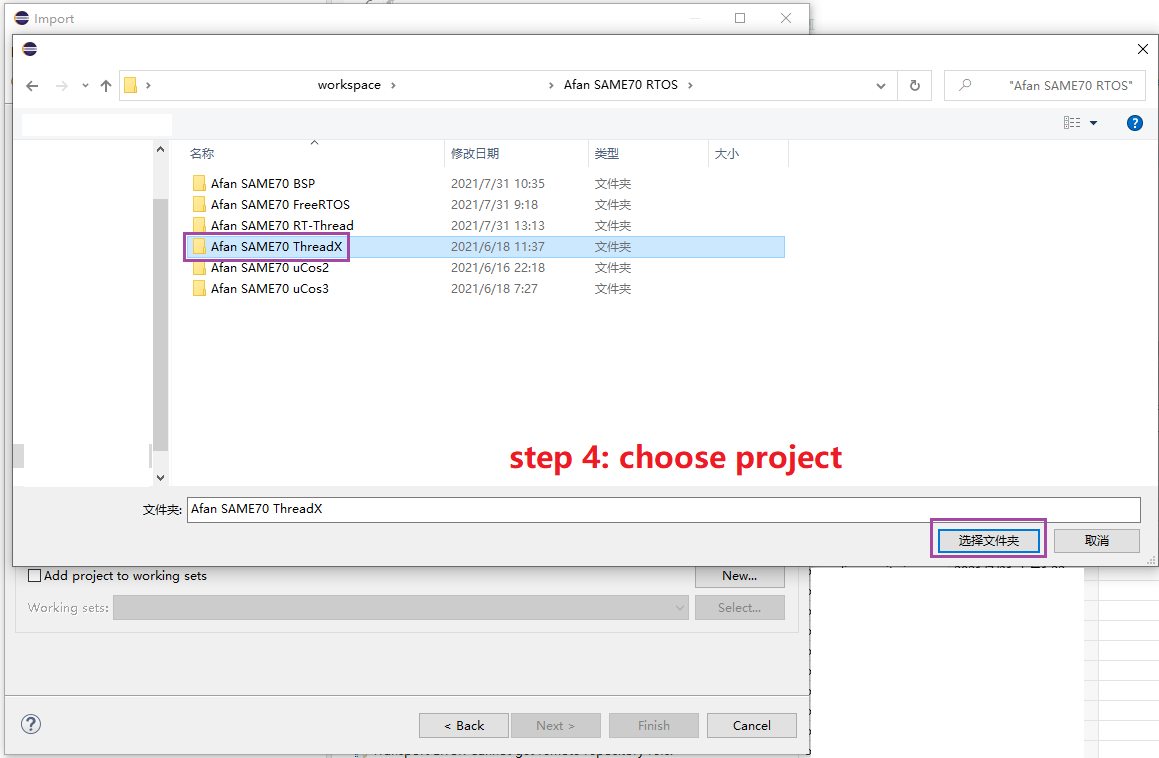 Import
workspace
Afan SAME70 RTOS
"Afan SAME70 RTOS"
名称 修改日期 类型 大小
Afan SAME70 BSP 2021/7/31 10:35 文件夹
Afan SAME70 FreeRTOS 2021/7/31 9:18 文件夹
Afan SAME70 RT-Thread 2021/7/31 13:13 文件夹
Afan SAME70 ThreadX 2021/6/18 11:37 文件夹
Afan SAME70 uCos2 2021/6/16 22:18 文件夹
Afan SAME70 uCos3 2021/6/18 7:27 文件夹
step 4: choose project
文件夹: Afan SAME70 ThreadX
选择文件夹 取消
Add project to working sets New...
Working sets: Select...
< Back Next > Finish Cancel